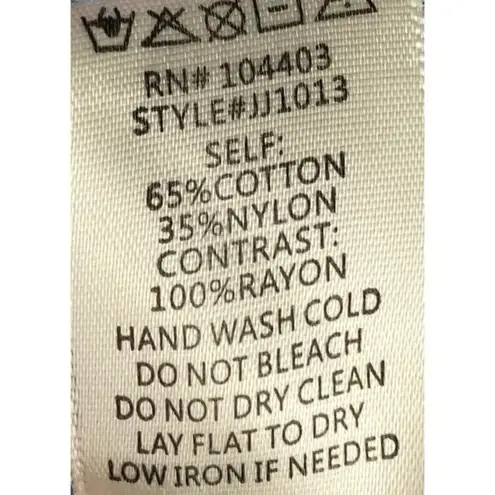 RN# 104403
STYLE#JJ1013
SELF:
65%COTTON
35%NYLON
CONTRAST:
100%RAYON
HAND WASH COLD
DO NOT BLEACH
DO NOT DRY CLEAN
LAY FLAT TO DRY
LOW IRON IF NEEDED